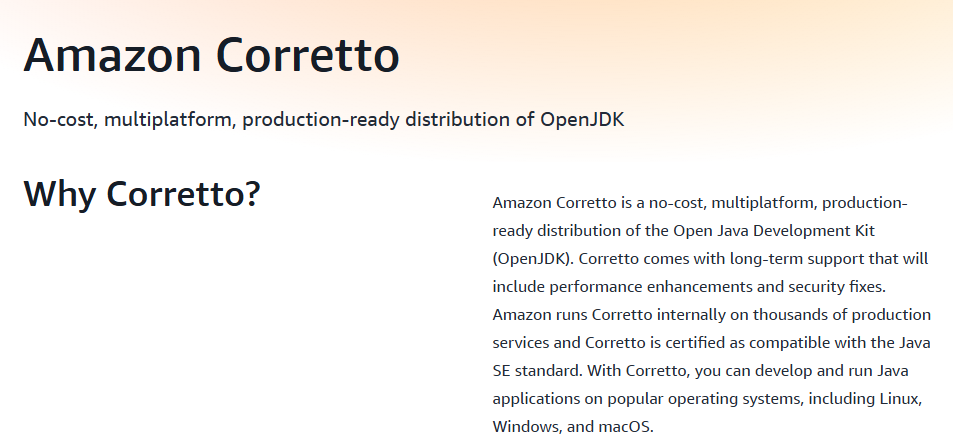 Amazon Corretto
No-cost, multiplatform, production-ready distribution of OpenJDK
Why Corretto?
Amazon Corretto is a no-cost, multiplatform, production-
ready distribution of the Open Java Development Kit
(OpenJDK). Corretto comes with long-term support that will
include performance enhancements and security fixes.
Amazon runs Corretto internally on thousands of production
services and Corretto is certified as compatible with the Java
SE standard. With Corretto, you can develop and run Java
applications on popular operating systems, including Linux,
Windows, and macOS.